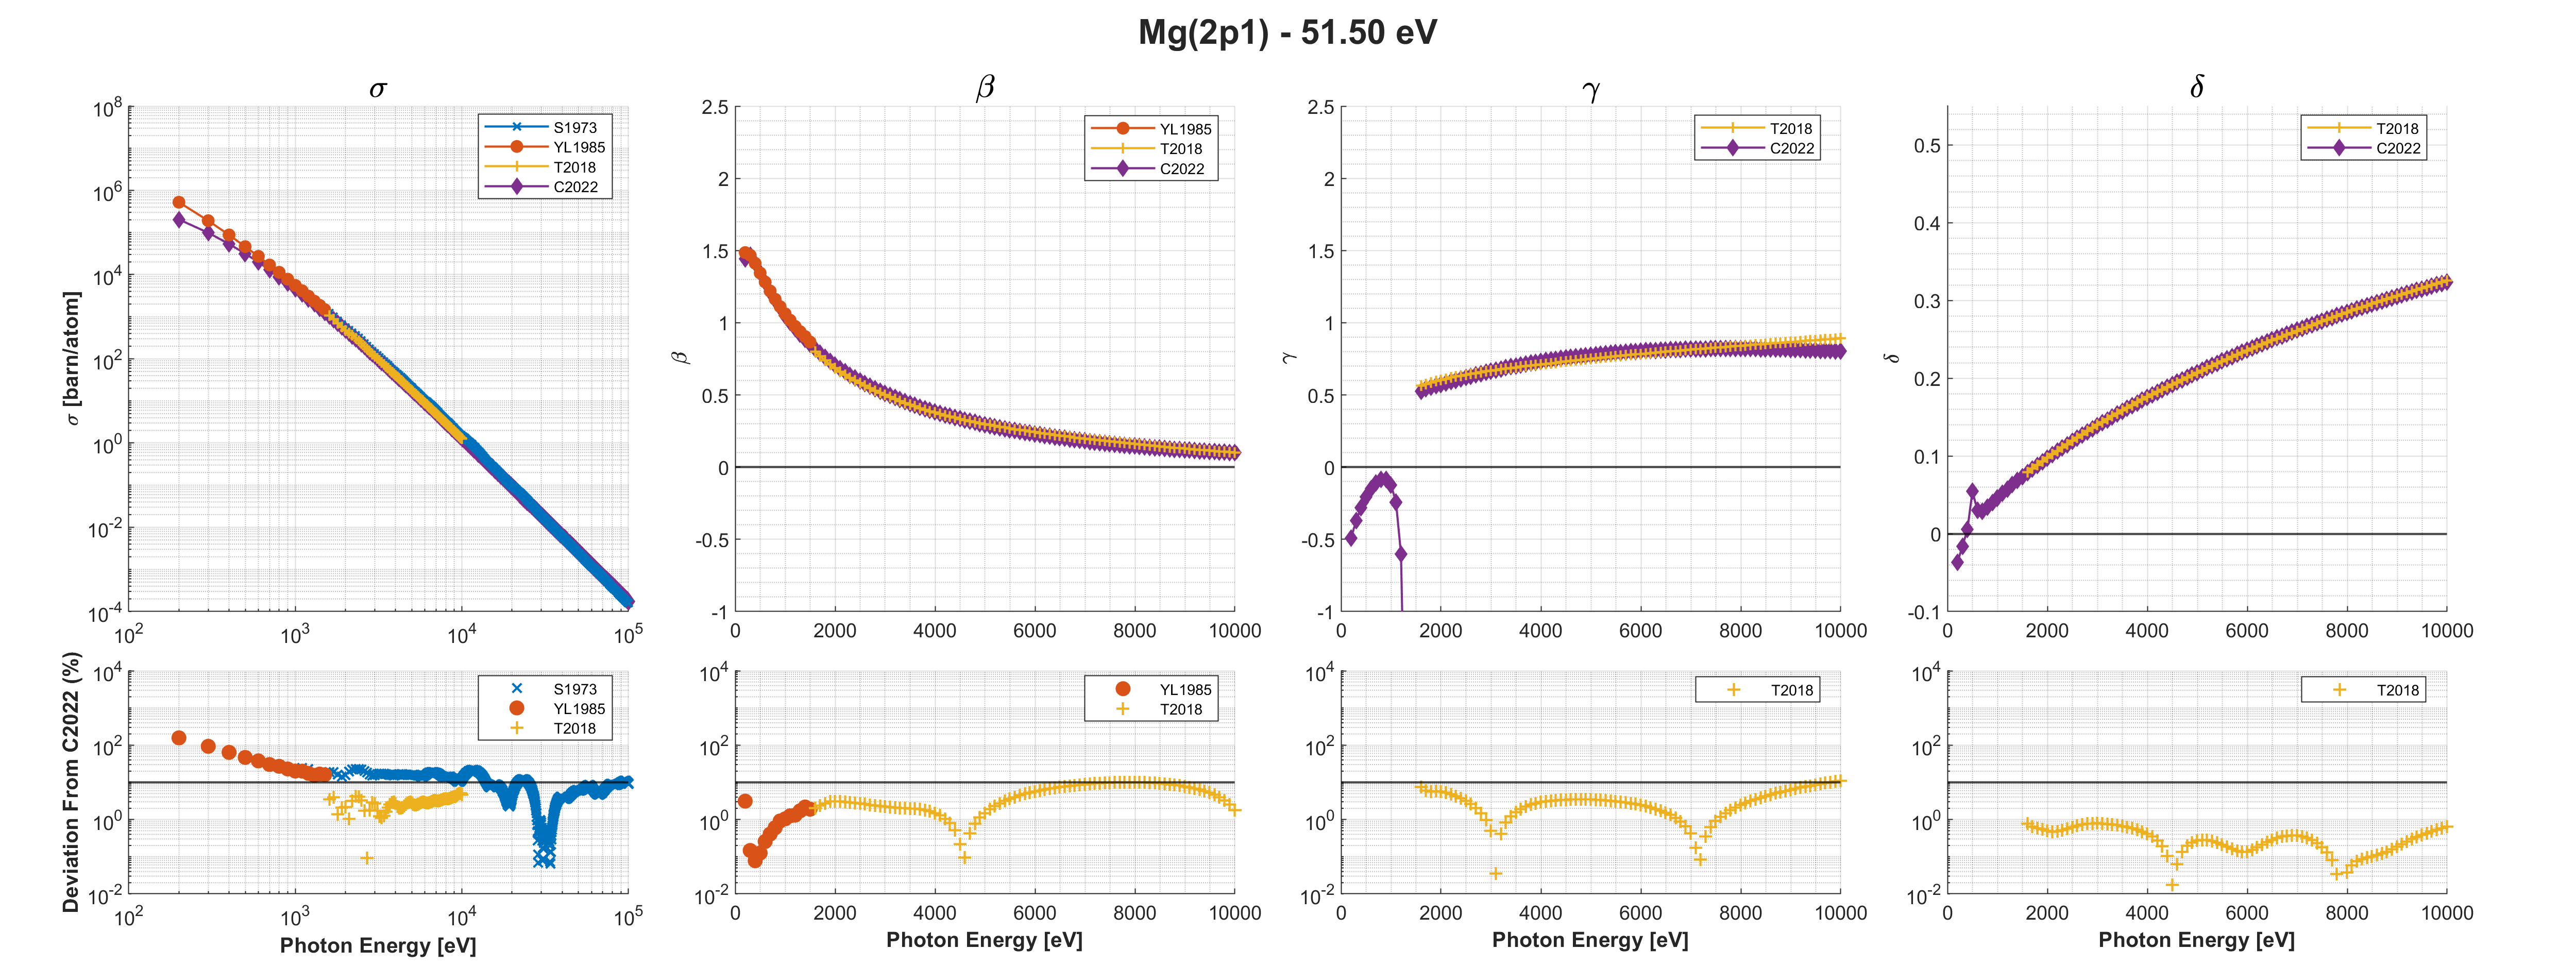 Mg(2p1) - 51.50 eV
σ
10^8
10^6
10^4
10^2
10^0
10^-2
10^-4
10^2
10^3
10^4
10^5
σ [barn/atom]
S1973
YL1985
T2018
C2022
β
2.5
2
1.5
1
0.5
0
-0.5
-1
0
2000
4000
6000
8000
10000
β
YL1985
T2018
C2022
γ
2.5
2
1.5
1
0.5
0
-0.5
-1
0
2000
4000
6000
8000
10000
γ
T2018
C2022
δ
0.5
0.4
0.3
0.2
0.1
0
-0.1
0
2000
4000
6000
8000
10000
δ
T2018
C2022
Deviation From C2022 (%)
10^4
10^2
10^0
10^-2
10^2
10^3
10^4
10^5
Photon Energy [eV]
S1973
YL1985
T2018
10^4
10^2
10^0
10^-2
0
2000
4000
6000
8000
10000
Photon Energy [eV]
YL1985
T2018
10^4
10^2
10^0
10^-2
0
2000
4000
6000
8000
10000
Photon Energy [eV]
T2018
10^4
10^2
10^0
10^-2
0
2000
4000
6000
8000
10000
Photon Energy [eV]
T2018